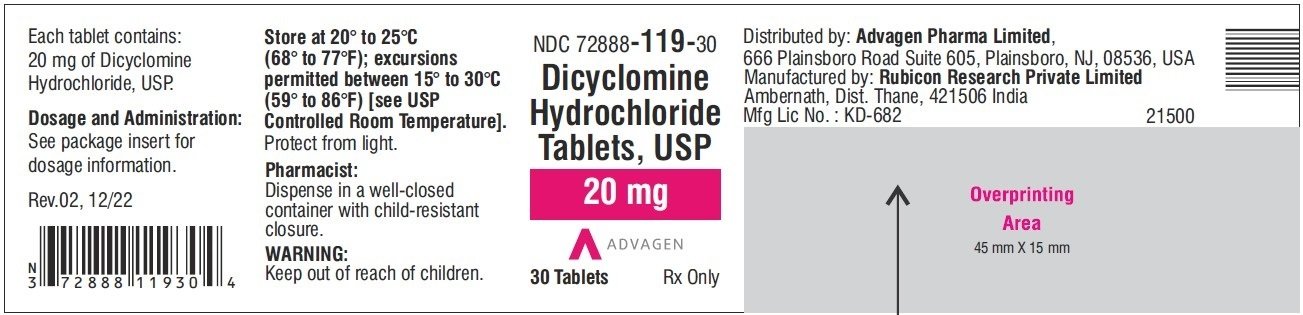 Each tablet contains:
20 mg of Dicyclomine
Hydrochloride, USP.
Dosage and Administration:
See package insert for
dosage information.
Rev.02, 12/22
N
3 72888 11930 4
Store at 20° to 25°C
(68° to 77°F); excursions
permitted between 15° to 30°C
(59° to 86°F) [see USP
Controlled Room Temperature].
Protect from light.
Pharmacist:
Dispense in a well-closed
container with child-resistant
closure.
WARNING:
Keep out of reach of children.
NDC 72888-119-30
Dicyclomine
Hydrochloride
Tablets, USP
20 mg
ADVAGEN
30 Tablets Rx Only
Distributed by: Advagen Pharma Limited,
666 Plainsboro Road Suite 605, Plainsboro, NJ, 08536, USA
Manufactured by: Rubicon Research Private Limited
Ambernath, Dist. Thane, 421506 India
Mfg Lic No. : KD-682 21500
Overprinting
Area
45 mm X 15 mm